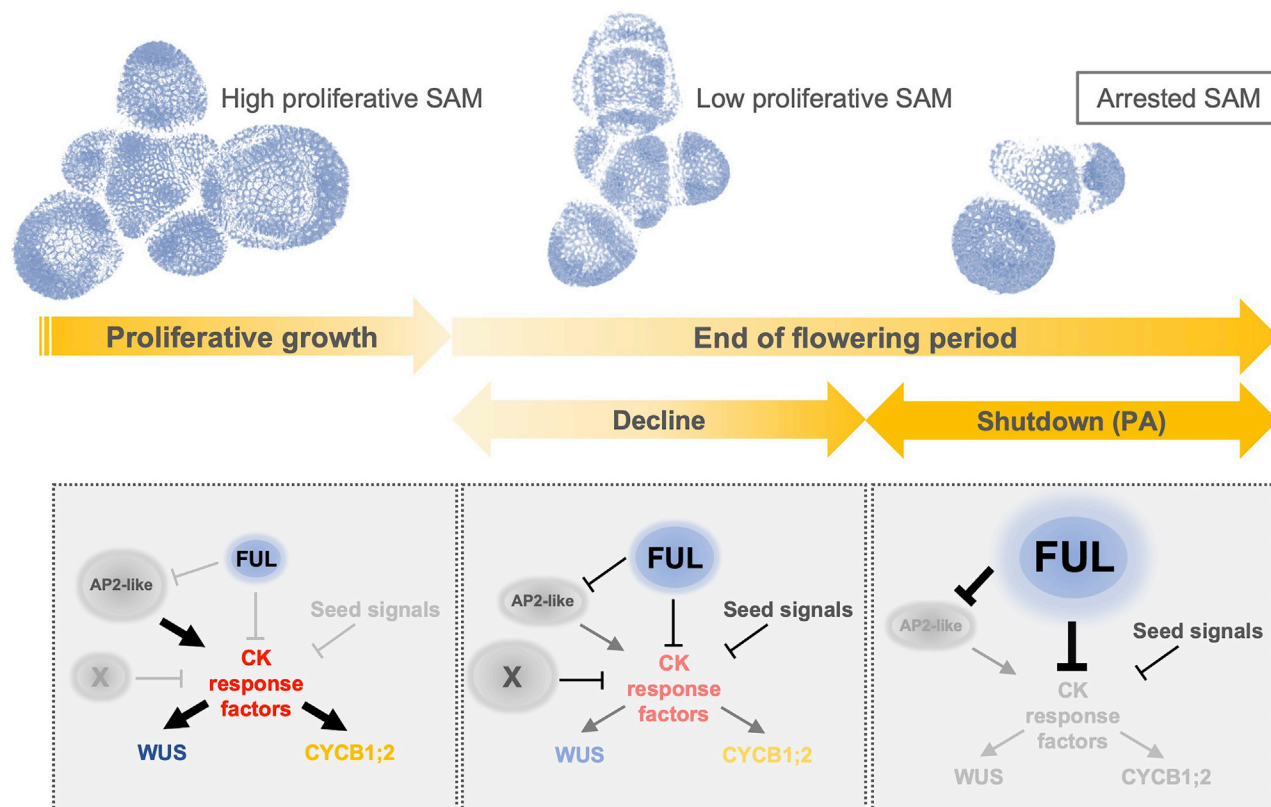 High proliferative SAM
Low proliferative SAM
Arrested SAM
Proliferative growth
End of flowering period
Decline
Shutdown (PA)
FUL
AP2-like
Seed signals
X
CK
response
factors
WUS
CYCB1;2
FUL
AP2-like
Seed signals
X
CK
response
factors
WUS
CYCB1;2
FUL
AP2-like
Seed signals
CK
response
factors
WUS
CYCB1;2